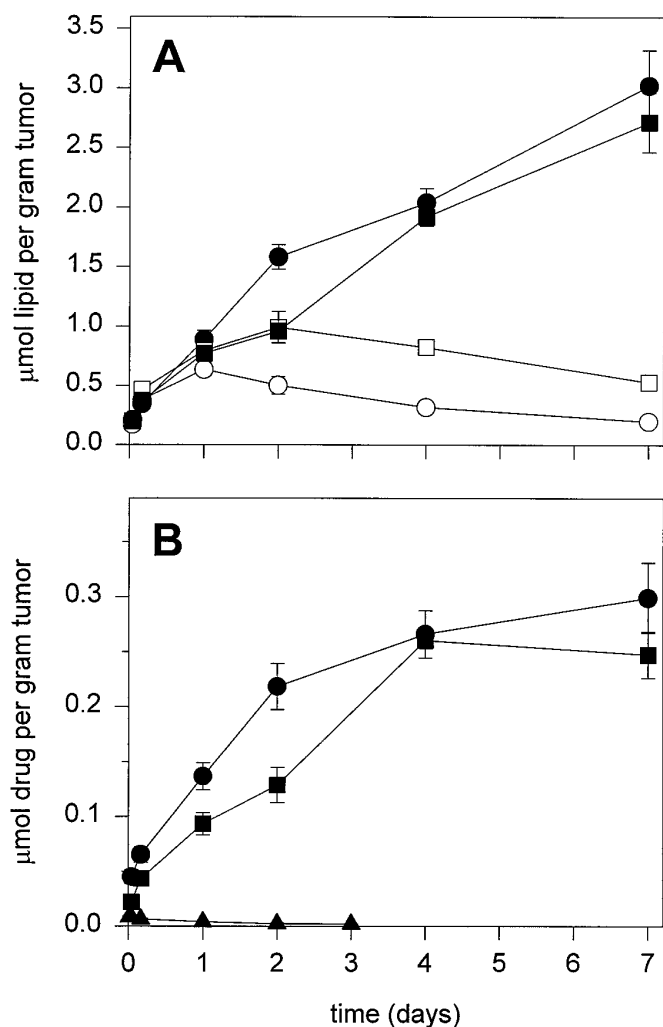 A
3.5
3.0
2.5
2.0
1.5
1.0
0.5
0.0
μmol lipid per gram tumor
B
0.3
0.2
0.1
0.0
μmol drug per gram tumor
0 1 2 3 4 5 6 7
time (days)